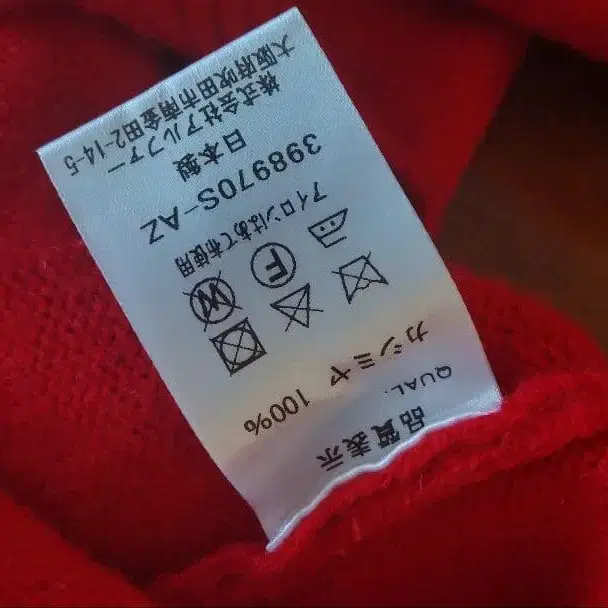 品質表示
QUAL.
カシミヤ 100%
F
W
アイロンはあて布使用
398970S-AZ
日本製
株式会社アルファー
大阪府吹田市南金田2-14-5